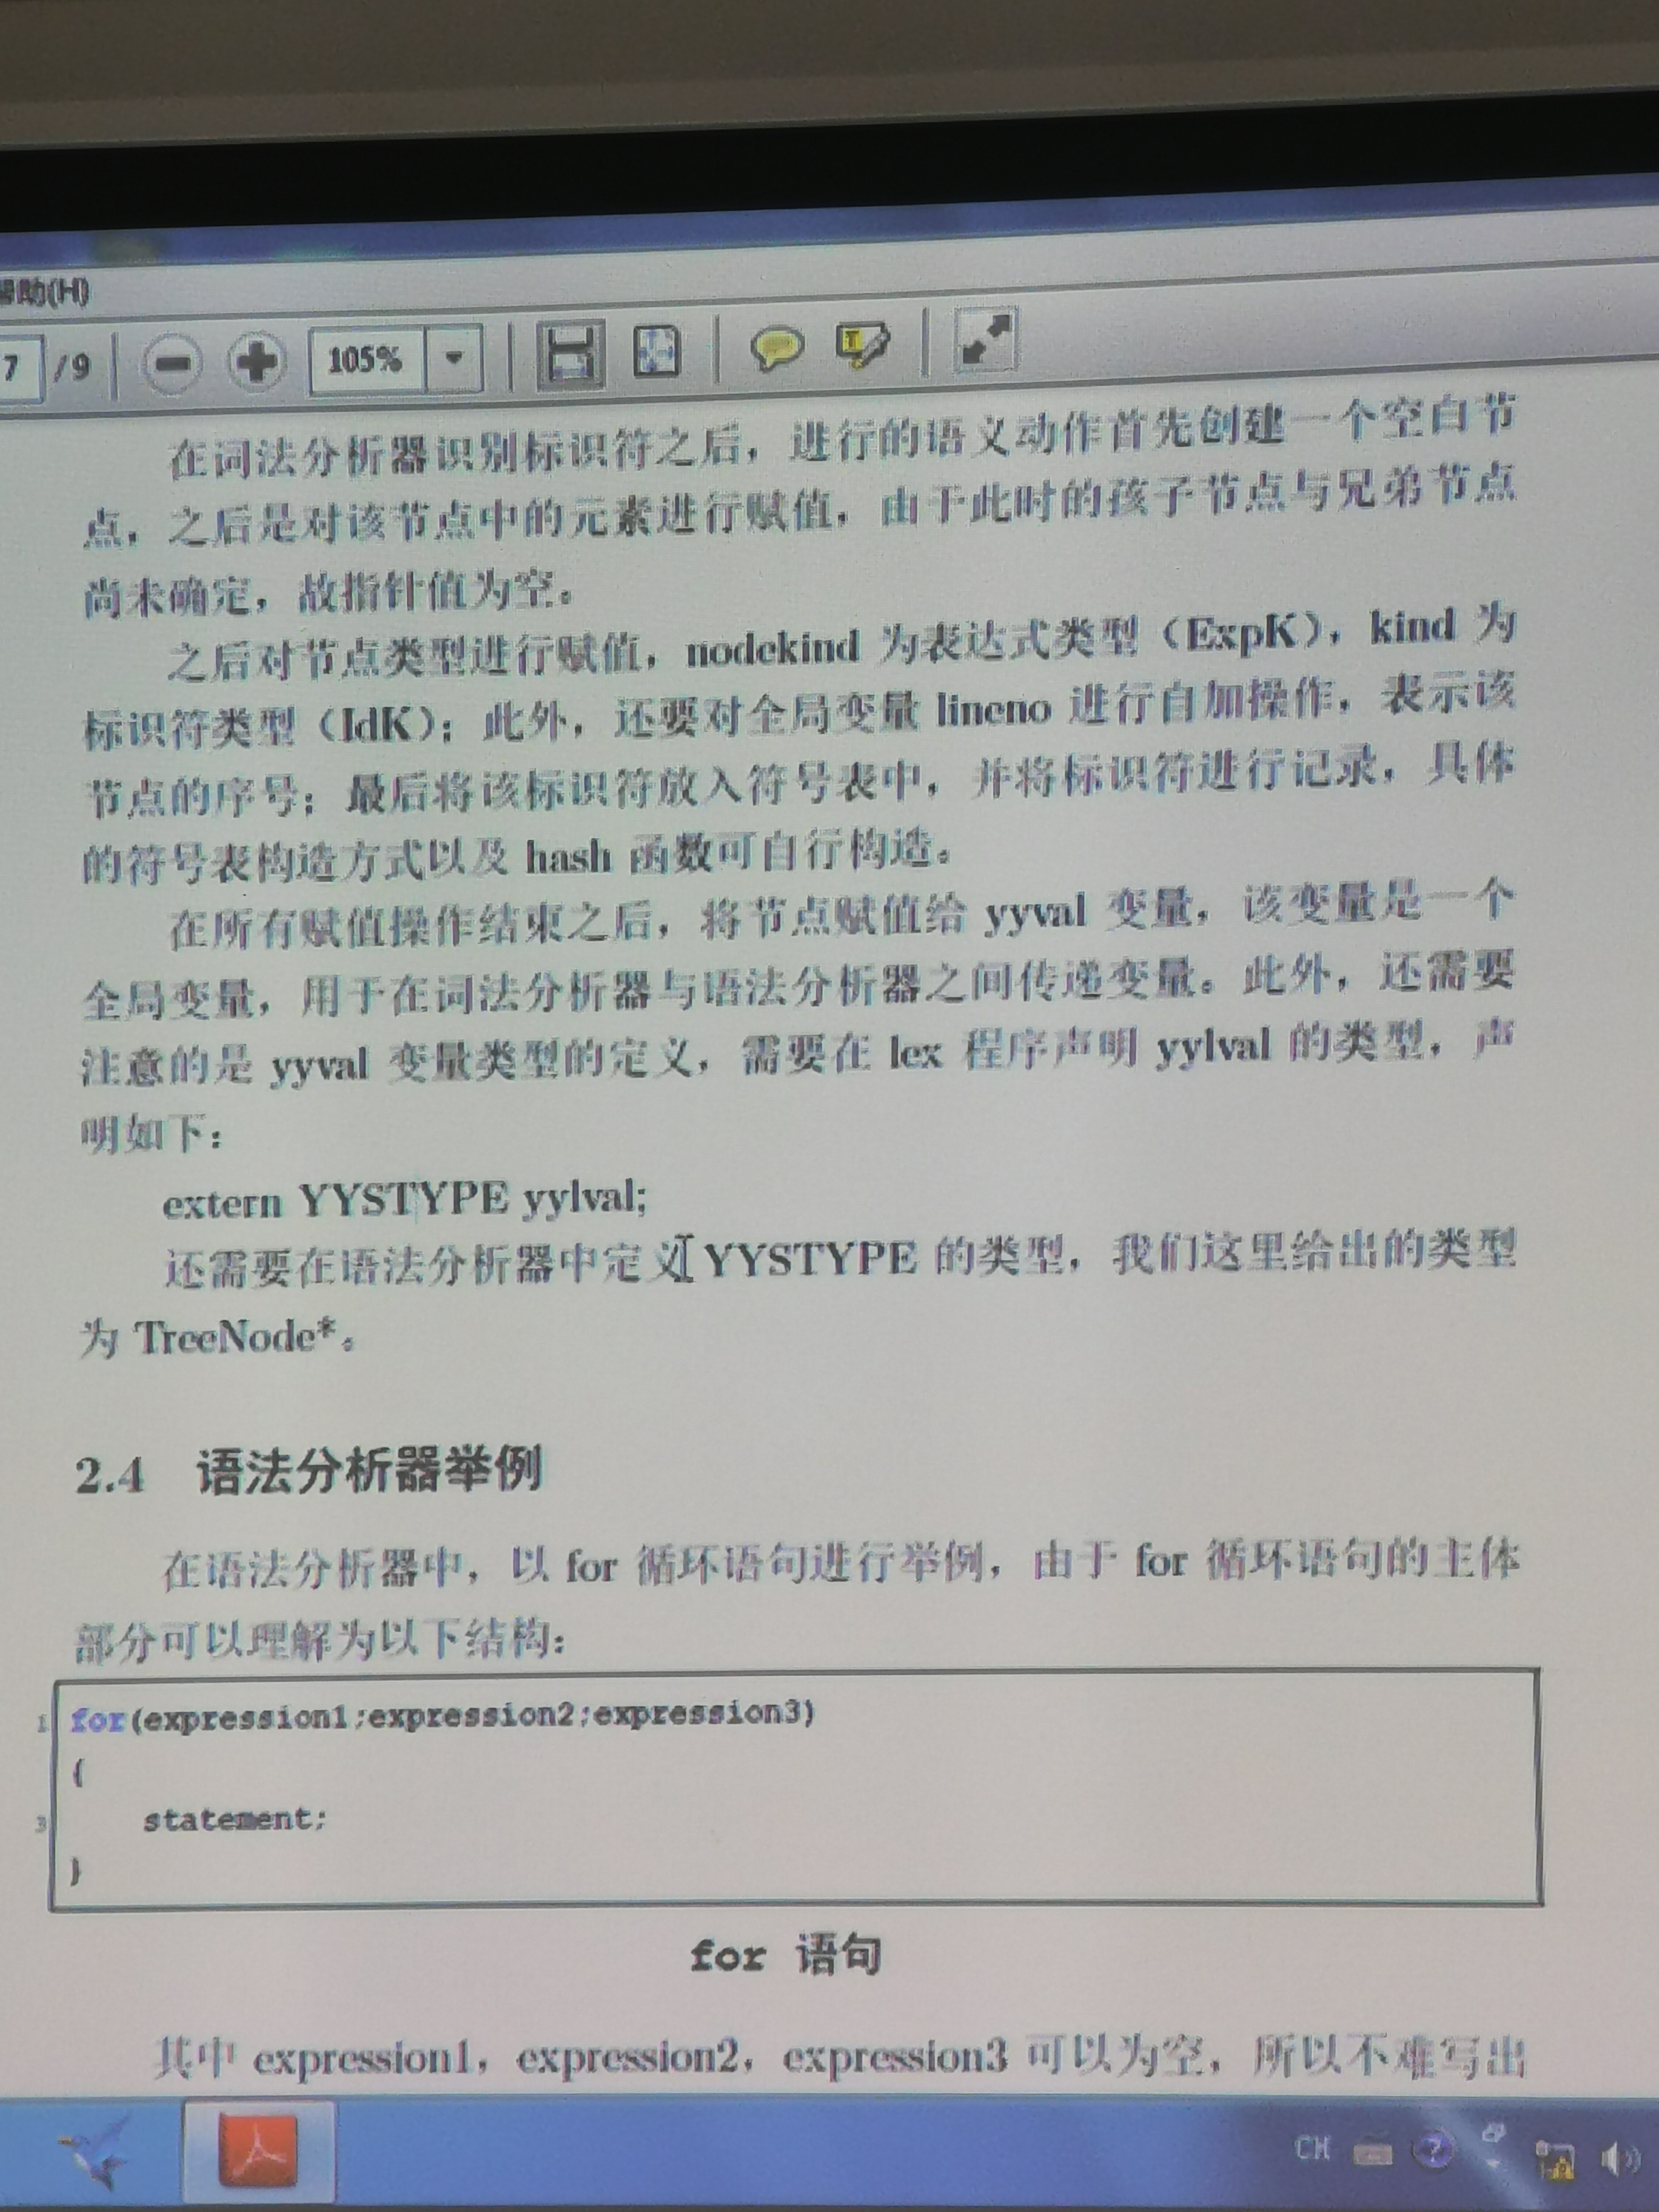 帮助(H)
7 /9 105%
在词法分析器识别标识符之后，进行的语义动作首先创建一个空白节
点，之后是对该节点中的元素进行赋值，由于此时的孩子节点与兄弟节点
尚未确定，故指针值为空。
之后对节点类型进行赋值，nodekind 为表达式类型（ExpK），kind 为
标识符类型（IdK）；此外，还要对全局变量 lineno 进行自加操作，表示该
节点的序号；最后将该标识符放入符号表中，并将标识符进行记录，具体
的符号表构造方式以及 hash 函数可自行构造。
在所有赋值操作结束之后，将节点赋值给 yyval 变量，该变量是一个
全局变量，用于在词法分析器与语法分析器之间传递变量。此外，还需要
注意的是 yyval 变量类型的定义，需要在 lex 程序声明 yylval 的类型，声
明如下：
extern YYSTYPE yylval;
还需要在语法分析器中定义 YYSTYPE 的类型，我们这里给出的类型
为 TreeNode*。
2.4 语法分析器举例
在语法分析器中，以 for 循环语句进行举例，由于 for 循环语句的主体
部分可以理解为以下结构：
1 for(expression1;expression2;expression3)
{
3 statement;
}
for 语句
其中 expression1，expression2，expression3 可以为空，所以不难写出
CH